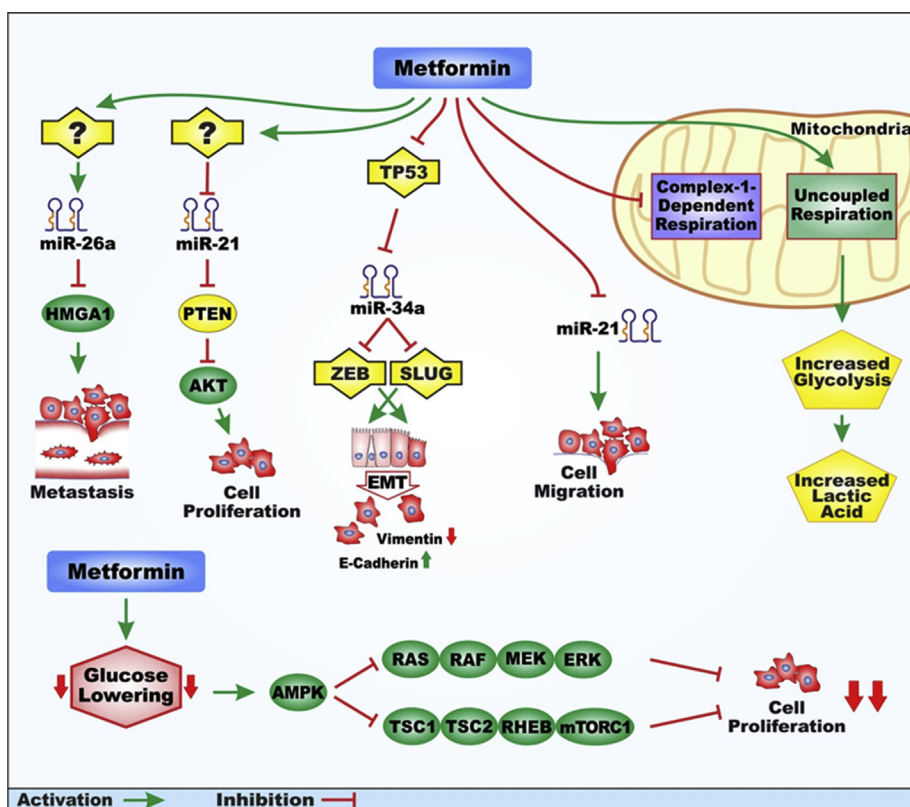 Metformin
?
?
TP53
Mitochondria
Complex-1-
Dependent
Respiration
Uncoupled
Respiration
miR-26a
miR-21
miR-34a
miR-21
HMGA1
PTEN
AKT
ZEB
SLUG
Increased
Glycolysis
Metastasis
Cell
Proliferation
EMT
Vimentin
E-Cadherin
Cell
Migration
Increased
Lactic
Acid
Metformin
Glucose
Lowering
AMPK
RAS
RAF
MEK
ERK
TSC1
TSC2
RHEB
mTORC1
Cell
Proliferation
Activation
Inhibition